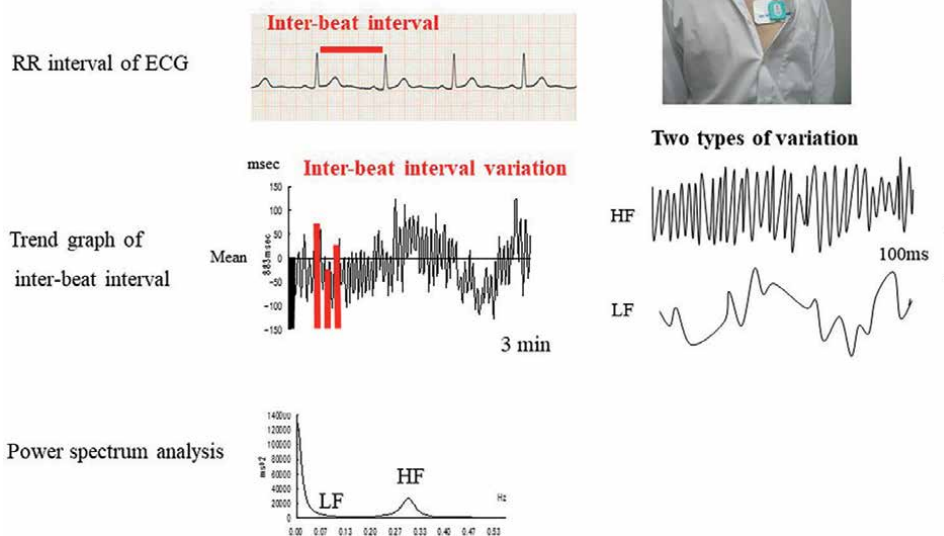 Inter-beat interval
RR interval of ECG
Two types of variation
msec
Inter-beat interval variation
150
100
50
0
-50
-100
-150
883msec
Mean
Trend graph of
inter-beat interval
3 min
HF
100ms
LF
Power spectrum analysis
140000
120000
100000
80000
60000
40000
20000
0
ms^2
LF
HF
Hz
0.00 0.07 0.13 0.20 0.27 0.33 0.40 0.47 0.53